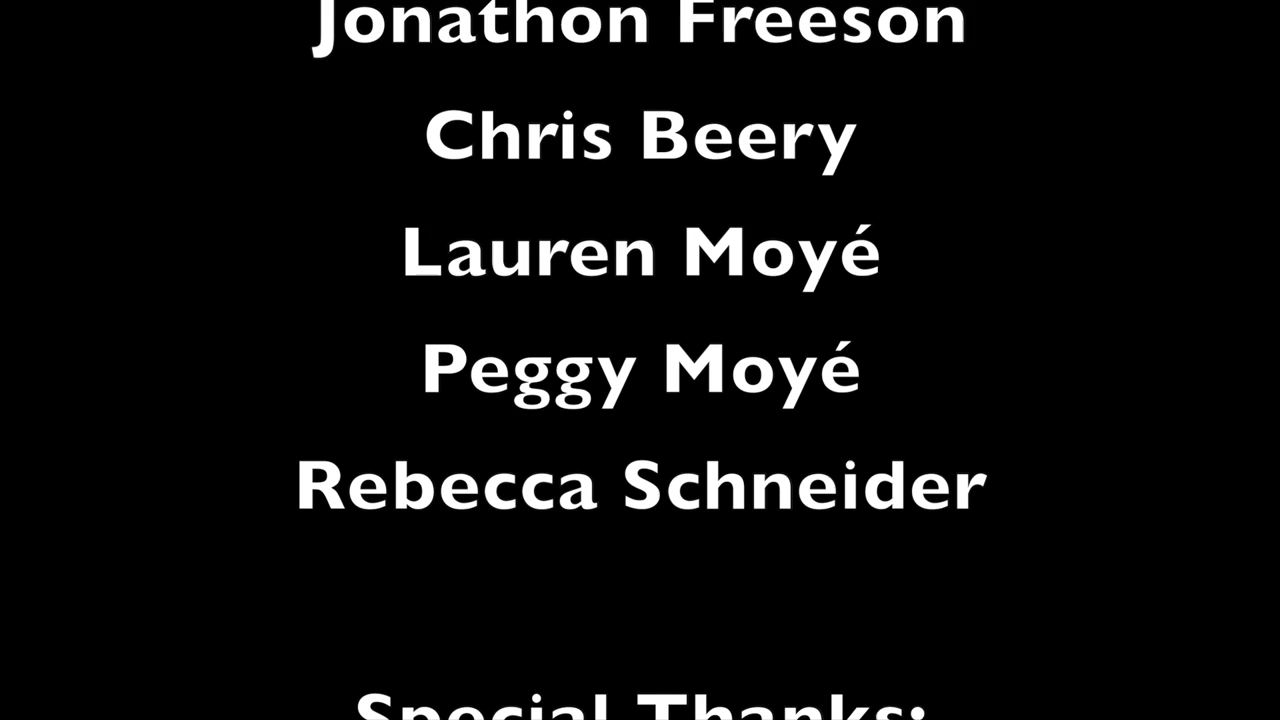 Jonathon Freeson
Chris Beery
Lauren Moyé
Peggy Moyé
Rebecca Schneider
Special Thanks: